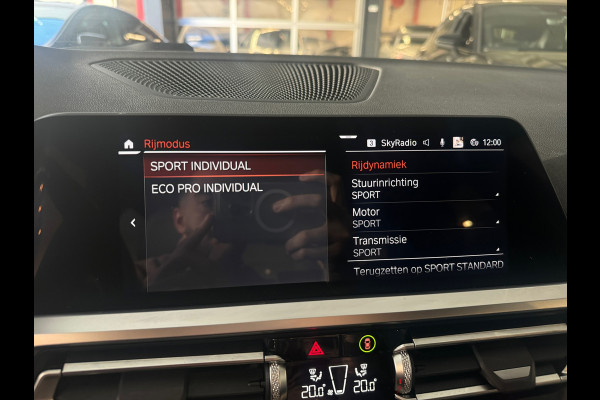 Rijmodus
3 SkyRadio 12:00
SPORT INDIVIDUAL
ECO PRO INDIVIDUAL
Rijdynamiek
Stuurinrichting
SPORT
Motor
SPORT
Transmissie
SPORT
Terugzetten op SPORT STANDARD
20.0° 20.0°